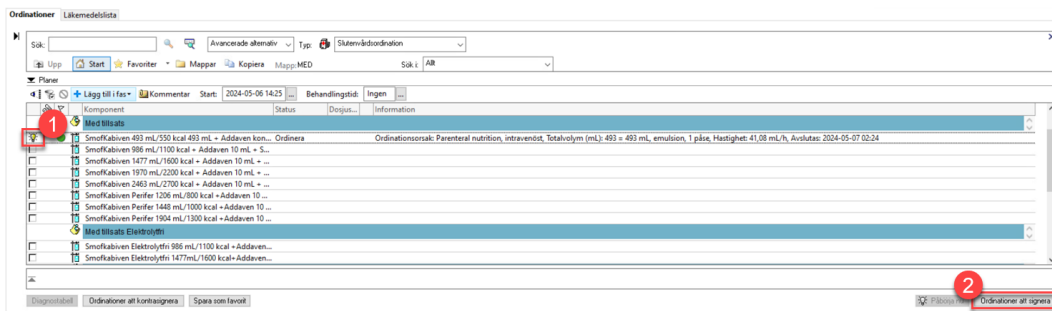 Ordinationer Läkemedelslista
Sök: Avancerade alternativ Typ: Slutenvårdsordination
Upp Start Favoriter Mappar Kopiera Mapp: MED Sök i: Allt
Planer
+ Lägg till i fas Kommentar Start: 2024-05-06 14:25 ... Behandlingstid: Ingen ...
Komponent Status Dosjus... Information
1
Med tillsats
SmofKabiven 493 mL/550 kcal 493 mL + Addaven kon... Ordinera Ordinationsorsak: Parenteral nutrition, intravenöst, Totalvolym (mL): 493 = 493 mL, emulsion, 1 påse, Hastighet: 41,08 mL/h, Avslutas: 2024-05-07 02:24
SmofKabiven 986 mL/1100 kcal + Addaven 10 mL + S...
SmofKabiven 1477 mL/1600 kcal + Addaven 10 mL + ...
SmofKabiven 1970 mL/2200 kcal + Addaven 10 mL + ...
SmofKabiven 2463 mL/2700 kcal + Addaven 10 mL + ...
SmofKabiven Perifer 1206 mL/800 kcal +Addaven 10 ...
SmofKabiven Perifer 1448 mL/1000 kcal +Addaven 10 ...
SmofKabiven Perifer 1904 mL/1300 kcal +Addaven 10 ...
Med tillsats Elektrolytfri
Smofkabiven Elektrolytfri 986 mL/1100 kcal +Addaven...
Smofkabiven Elektrolytfri 1477mL/1600 kcal+Addaven...
2
Diagnostabell Ordinationer att kontrasignera Spara som favorit Ordinationer att signera